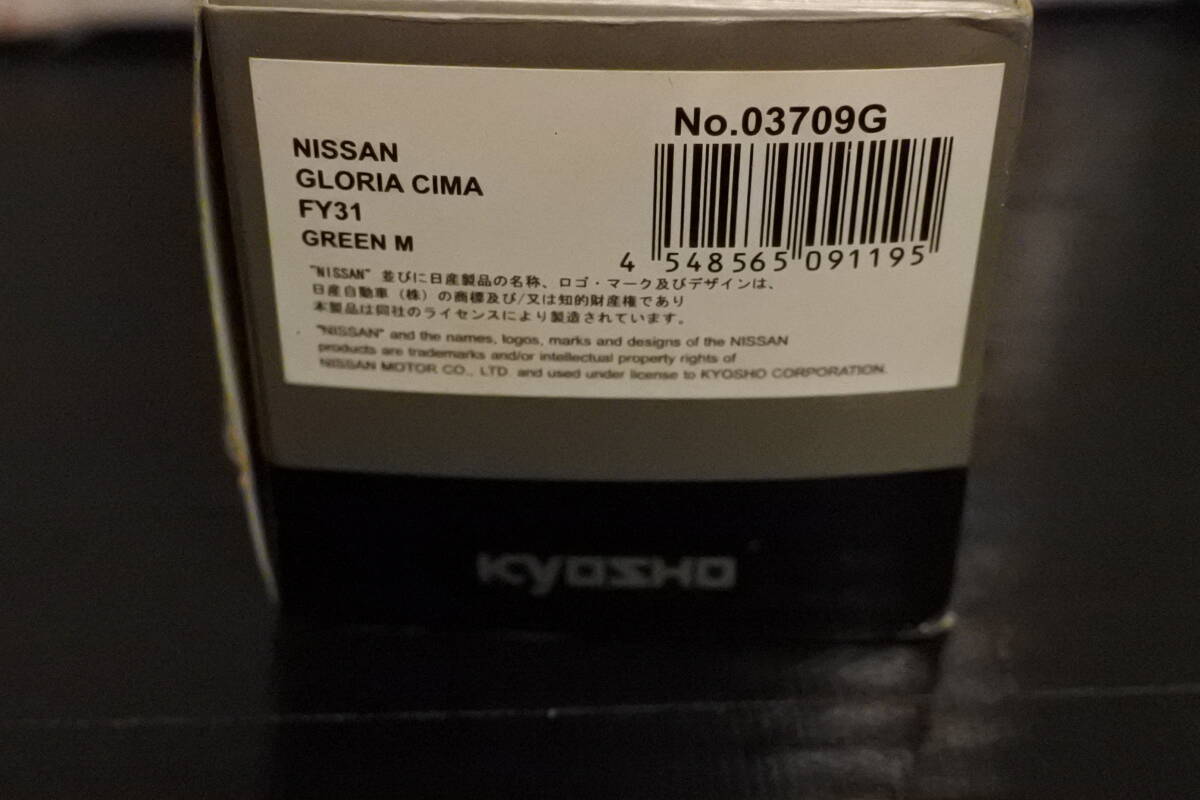 No.03709G
NISSAN
GLORIA CIMA
FY31
GREEN M
4 548565 091195
"NISSAN" 並びに日産製品の名称、ロゴ・マーク及びデザインは、
日産自動車（株）の商標及び/又は知的財産権であり
本製品は同社のライセンスにより製造されています。
"NISSAN" and the names, logos, marks and designs of the NISSAN
products are trademarks and/or intellectual property rights of
NISSAN MOTOR CO., LTD. and used under license to KYOSHO CORPORATION.
KYOSHO